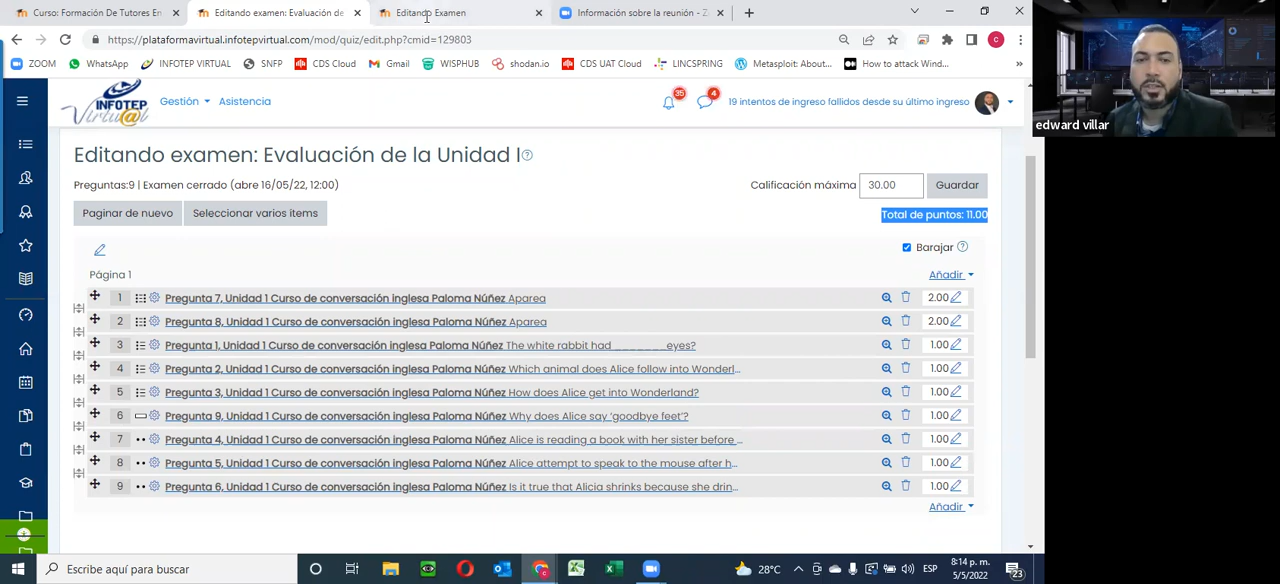 Curso: Formación De Tutores En
Editando examen: Evaluación de
Editando Examen
Información sobre la reunión - Z
https://plataformavirtual.infotepvirtual.com/mod/quiz/edit.php?cmid=129803
ZOOM
WhatsApp
INFOTEP VIRTUAL
SNFP
CDS Cloud
Gmail
WISPHUB
shodan.io
CDS UAT Cloud
LINCSPRING
Metasploit: About...
How to attack Wind...
»
INFOTEP
Virtu@l
Gestión
Asistencia
35
4
19 intentos de ingreso fallidos desde su último ingreso
edward villar
Editando examen: Evaluación de la Unidad I
Preguntas:9 | Examen cerrado (abre 16/05/22, 12:00)
Calificación máxima 30.00 Guardar
Paginar de nuevo Seleccionar varios items
Total de puntos: 11.00
Barajar
Página 1
Añadir
1 Pregunta 7, Unidad 1 Curso de conversación inglesa Paloma Núñez Aparea 2.00
2 Pregunta 8, Unidad 1 Curso de conversación inglesa Paloma Núñez Aparea 2.00
3 Pregunta 1, Unidad 1 Curso de conversación inglesa Paloma Núñez The white rabbit had_______eyes? 1.00
4 Pregunta 2, Unidad 1 Curso de conversación inglesa Paloma Núñez Which animal does Alice follow into Wonderl... 1.00
5 Pregunta 3, Unidad 1 Curso de conversación inglesa Paloma Núñez How does Alice get into Wonderland? 1.00
6 Pregunta 9, Unidad 1 Curso de conversación inglesa Paloma Núñez Why does Alice say ‘goodbye feet’? 1.00
7 Pregunta 4, Unidad 1 Curso de conversación inglesa Paloma Núñez Alice is reading a book with her sister before ... 1.00
8 Pregunta 5, Unidad 1 Curso de conversación inglesa Paloma Núñez Alice attempt to speak to the mouse after h... 1.00
9 Pregunta 6, Unidad 1 Curso de conversación inglesa Paloma Núñez Is it true that Alicia shrinks because she drin... 1.00
Añadir
Escribe aquí para buscar
28°C
ESP
8:14 p. m.
5/5/2022
23